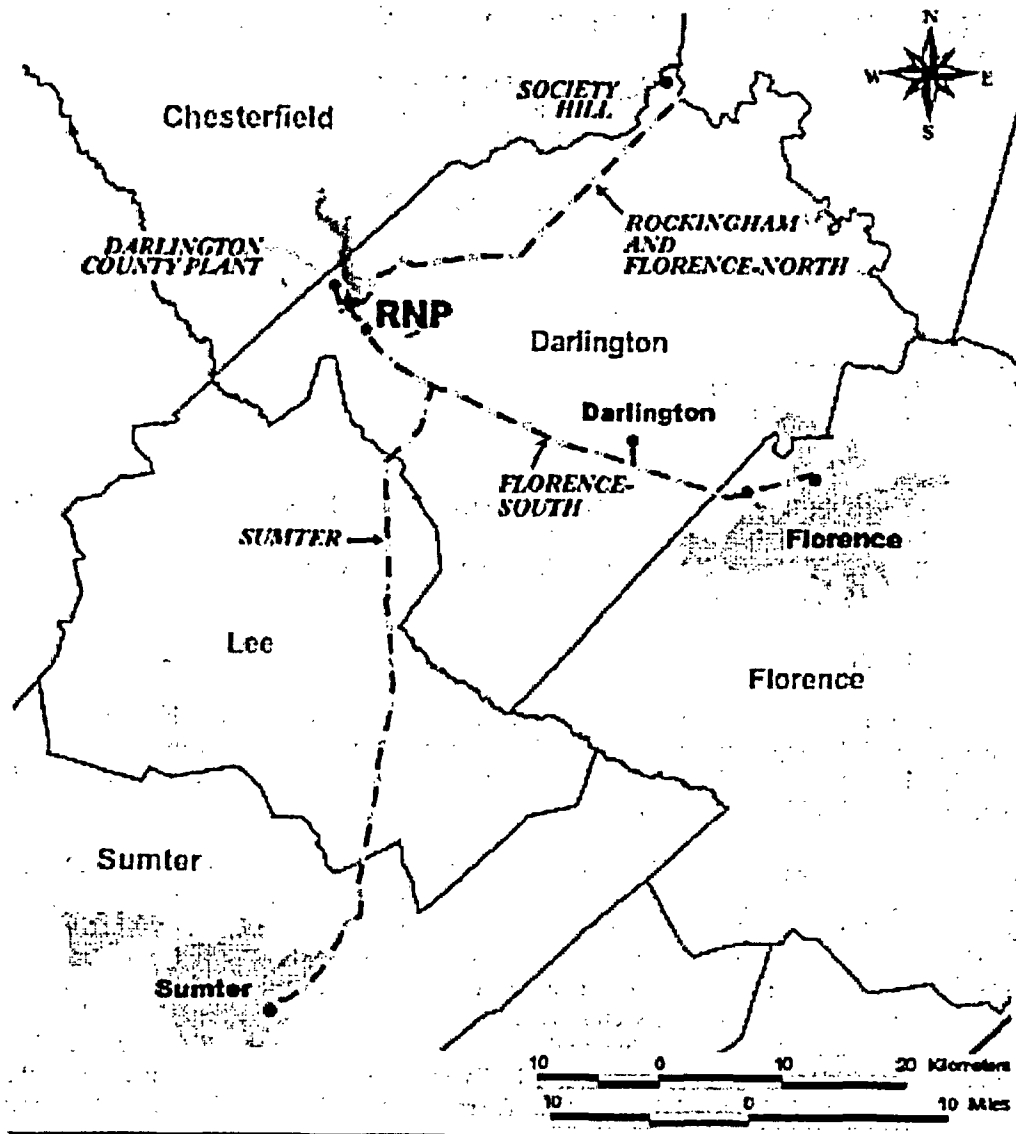 N
W E
S
SOCIETY
HILL
Chesterfield
ROCKINGHAM
AND
FLORENCE-NORTH
DARLINGTON
COUNTY PLANT
RNP
Darlington
Darlington
FLORENCE-
SOUTH
SUMTER
Florence
Lee
Florence
Sumter
Sumter
10 0 10 20 Kilometers
10 0 10 Miles